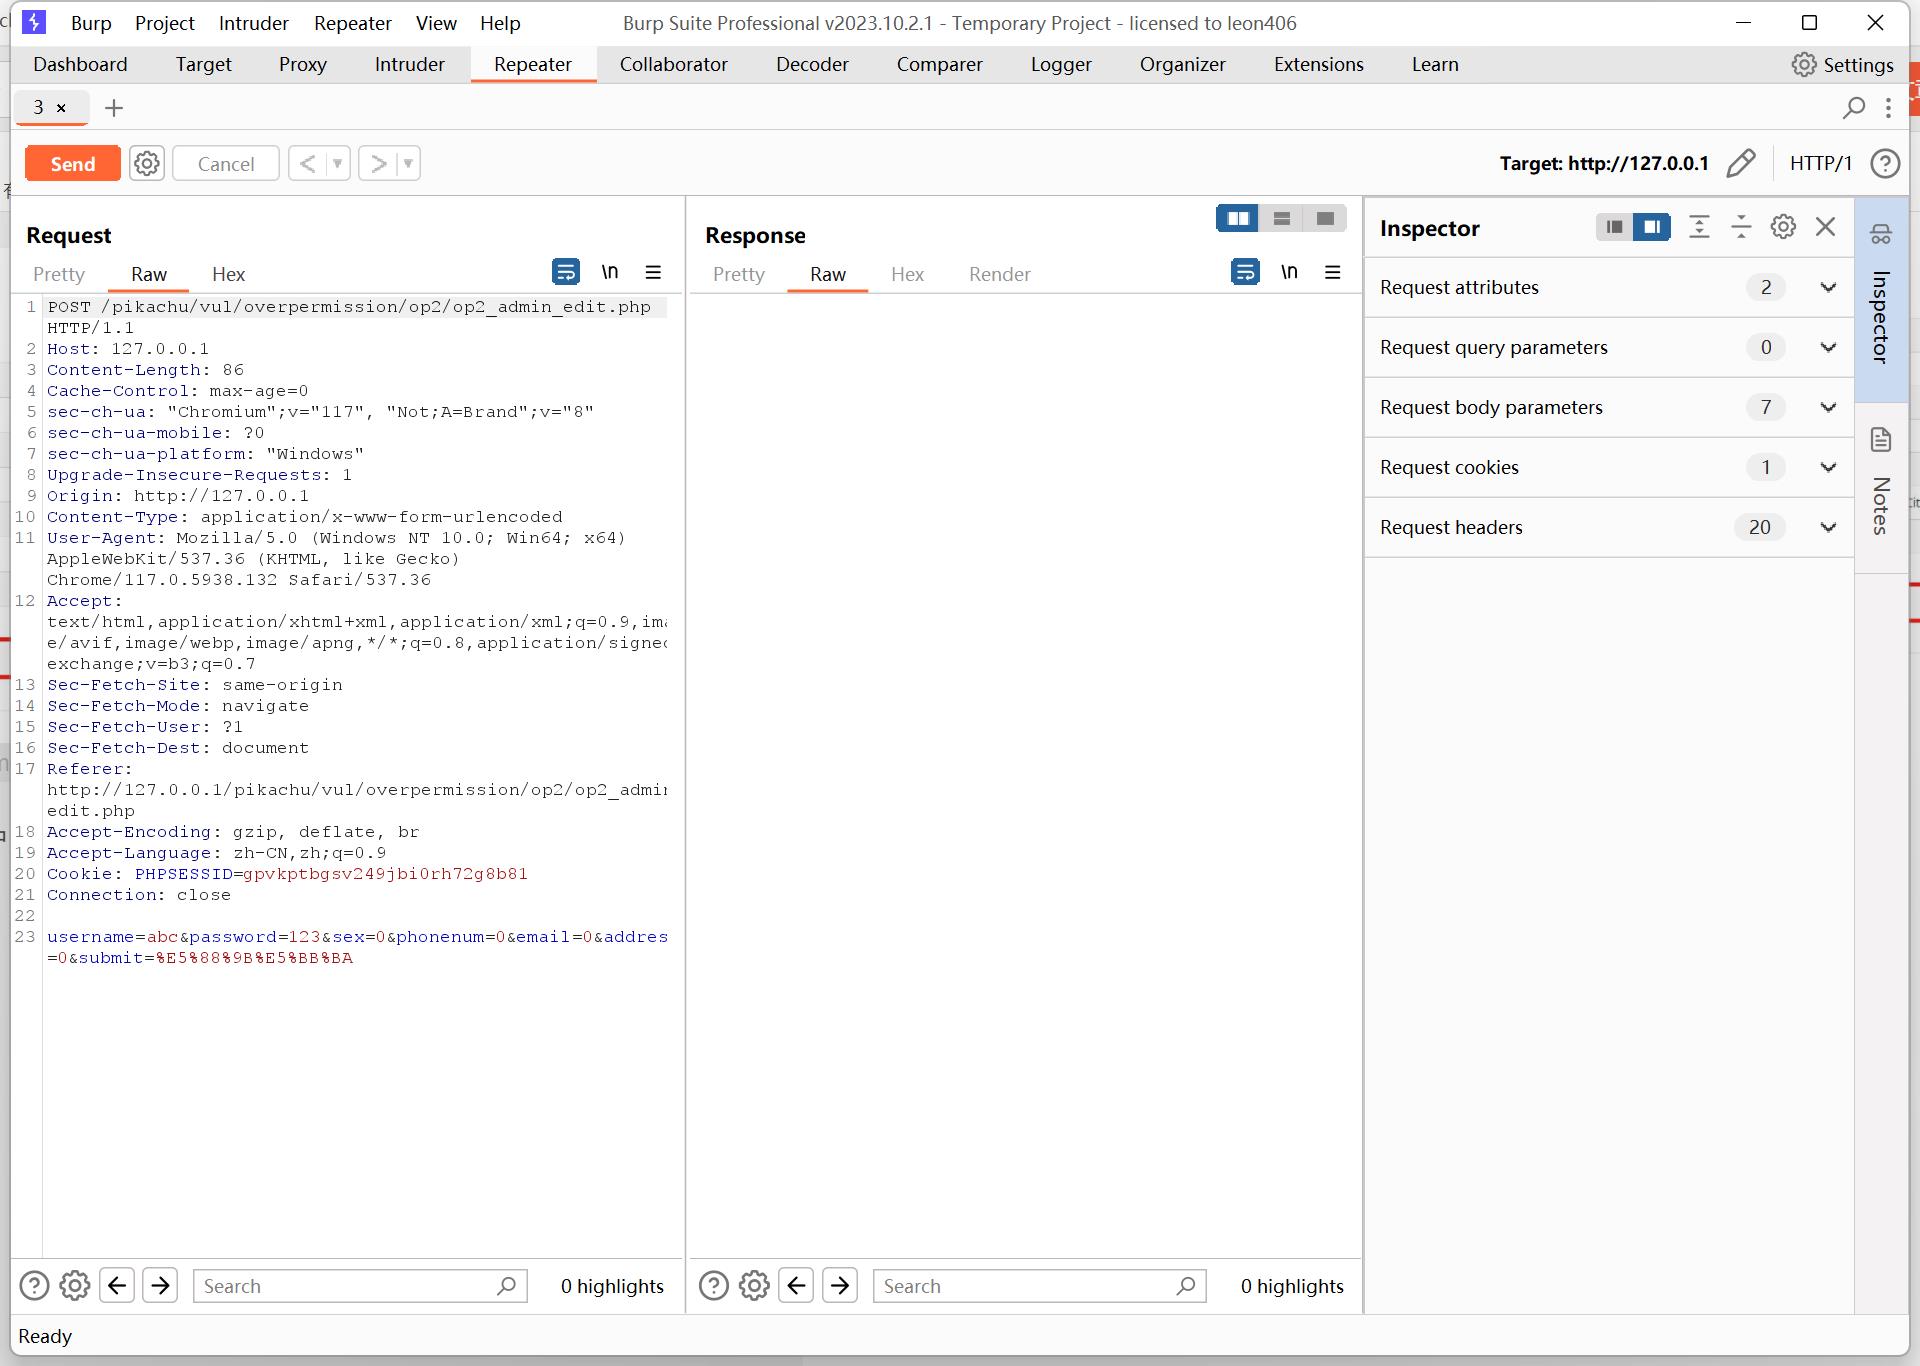 Burp Project Intruder Repeater View Help Burp Suite Professional v2023.10.2.1 - Temporary Project - licensed to leon406
Dashboard Target Proxy Intruder Repeater Collaborator Decoder Comparer Logger Organizer Extensions Learn Settings
3 × +
Send Cancel < > Target: http://127.0.0.1 HTTP/1 ?
Request
Pretty Raw Hex \n
1 POST /pikachu/vul/overpermission/op2/op2_admin_edit.php
HTTP/1.1
2 Host: 127.0.0.1
3 Content-Length: 86
4 Cache-Control: max-age=0
5 sec-ch-ua: "Chromium";v="117", "Not;A=Brand";v="8"
6 sec-ch-ua-mobile: ?0
7 sec-ch-ua-platform: "Windows"
8 Upgrade-Insecure-Requests: 1
9 Origin: http://127.0.0.1
10 Content-Type: application/x-www-form-urlencoded
11 User-Agent: Mozilla/5.0 (Windows NT 10.0; Win64; x64)
AppleWebKit/537.36 (KHTML, like Gecko)
Chrome/117.0.5938.132 Safari/537.36
12 Accept:
text/html,application/xhtml+xml,application/xml;q=0.9,ima
e/avif,image/webp,image/apng,*/*;q=0.8,application/signed
exchange;v=b3;q=0.7
13 Sec-Fetch-Site: same-origin
14 Sec-Fetch-Mode: navigate
15 Sec-Fetch-User: ?1
16 Sec-Fetch-Dest: document
17 Referer:
http://127.0.0.1/pikachu/vul/overpermission/op2/op2_admin
edit.php
18 Accept-Encoding: gzip, deflate, br
19 Accept-Language: zh-CN,zh;q=0.9
20 Cookie: PHPSESSID=gpvkptbgsv249jbi0rh72g8b81
21 Connection: close
22
23 username=abc&password=123&sex=0&phonenum=0&email=0&addres
=0&submit=%E5%88%9B%E5%BB%BA
? Search 0 highlights
Response
Pretty Raw Hex Render \n
? Search 0 highlights
Inspector
Request attributes 2
Request query parameters 0
Request body parameters 7
Request cookies 1
Request headers 20
Inspector
Notes
Ready